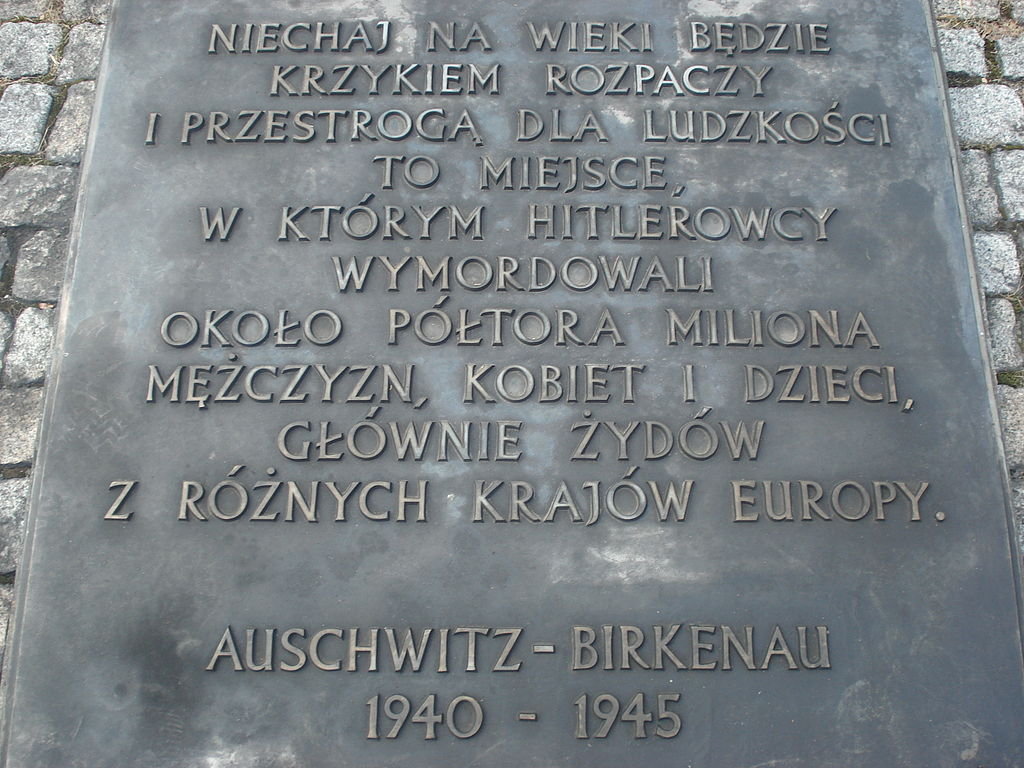 NIECHAJ NA WIEKI BĘDZIE
KRZYKIEM ROZPACZY
I PRZESTROGĄ DLA LUDZKOŚCI
TO MIEJSCE,
W KTÓRYM HITLEROWCY
WYMORDOWALI
OKOŁO PÓŁTORA MILIONA
MĘŻCZYZN, KOBIET I DZIECI,
GŁÓWNIE ŻYDÓW
Z RÓŻNYCH KRAJÓW EUROPY.
AUSCHWITZ - BIRKENAU
1940 - 1945